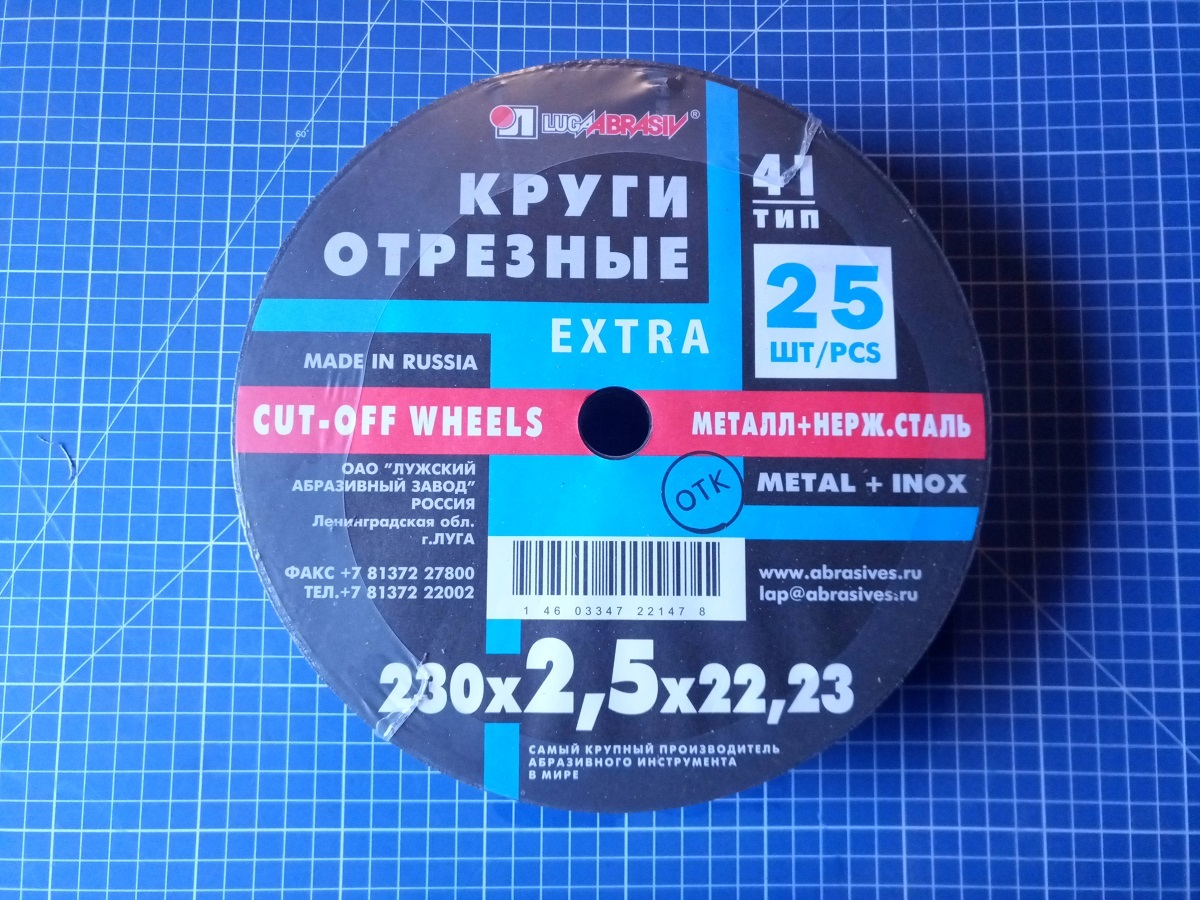 60°
LUGAABRASIV®
КРУГИ
ОТРЕЗНЫЕ
EXTRA
41
ТИП
25
ШТ/PCS
MADE IN RUSSIA
CUT-OFF WHEELS
МЕТАЛЛ+НЕРЖ.СТАЛЬ
METAL + INOX
ОТК
ОАО "ЛУЖСКИЙ
АБРАЗИВНЫЙ ЗАВОД"
РОССИЯ
Ленинградская обл.
г.ЛУГА
ФАКС +7 81372 27800
ТЕЛ.+7 81372 22002
1 46 03347 22147 8
www.abrasives.ru
lap@abrasives.ru
230x2,5x22,23
САМЫЙ КРУПНЫЙ ПРОИЗВОДИТЕЛЬ
АБРАЗИВНОГО ИНСТРУМЕНТА
В МИРЕ